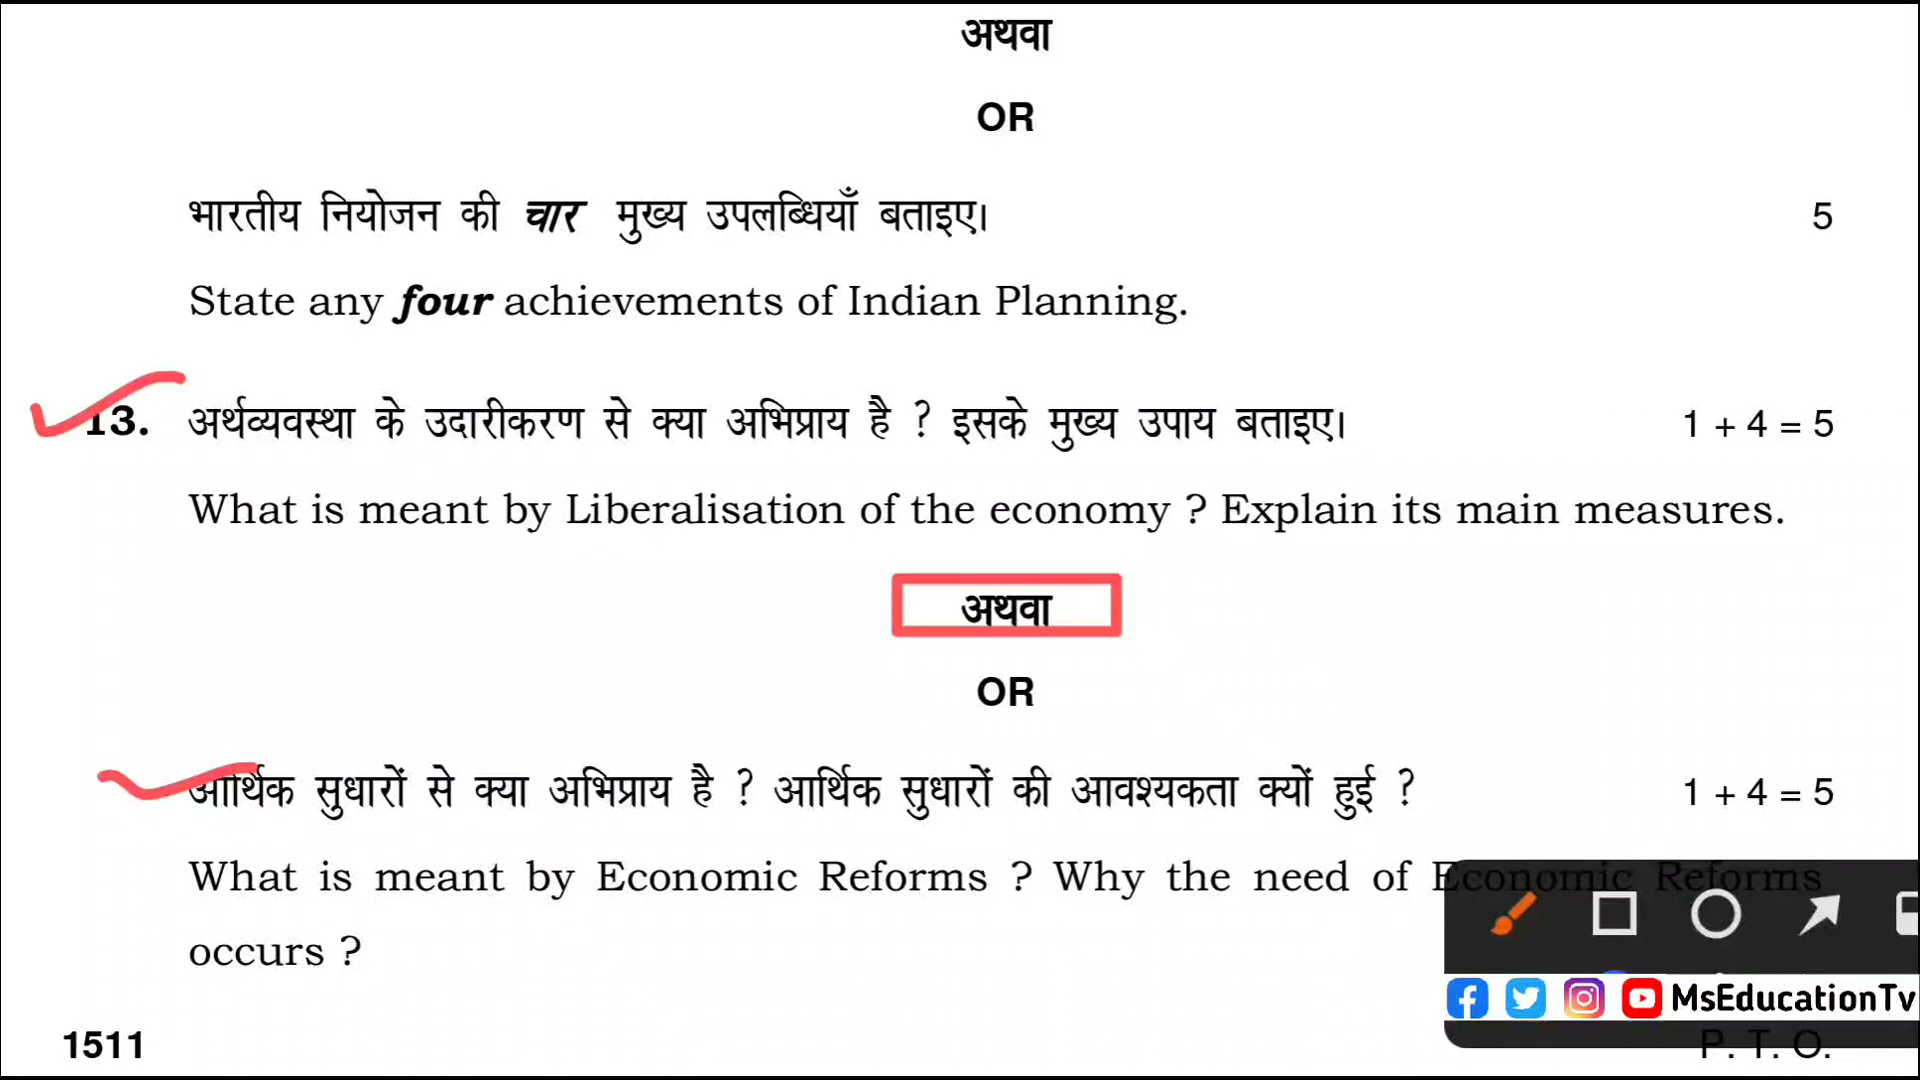 अथवा
OR
भारतीय नियोजन की चार मुख्य उपलब्धियाँ बताइए। 5
State any four achievements of Indian Planning.
13. अर्थव्यवस्था के उदारीकरण से क्या अभिप्राय है ? इसके मुख्य उपाय बताइए। 1 + 4 = 5
What is meant by Liberalisation of the economy ? Explain its main measures.
अथवा
OR
आर्थिक सुधारों से क्या अभिप्राय है ? आर्थिक सुधारों की आवश्यकता क्यों हुई ? 1 + 4 = 5
What is meant by Economic Reforms ? Why the need of Economic Reforms
occurs ?
MsEducationTv
1511 P. T. O.